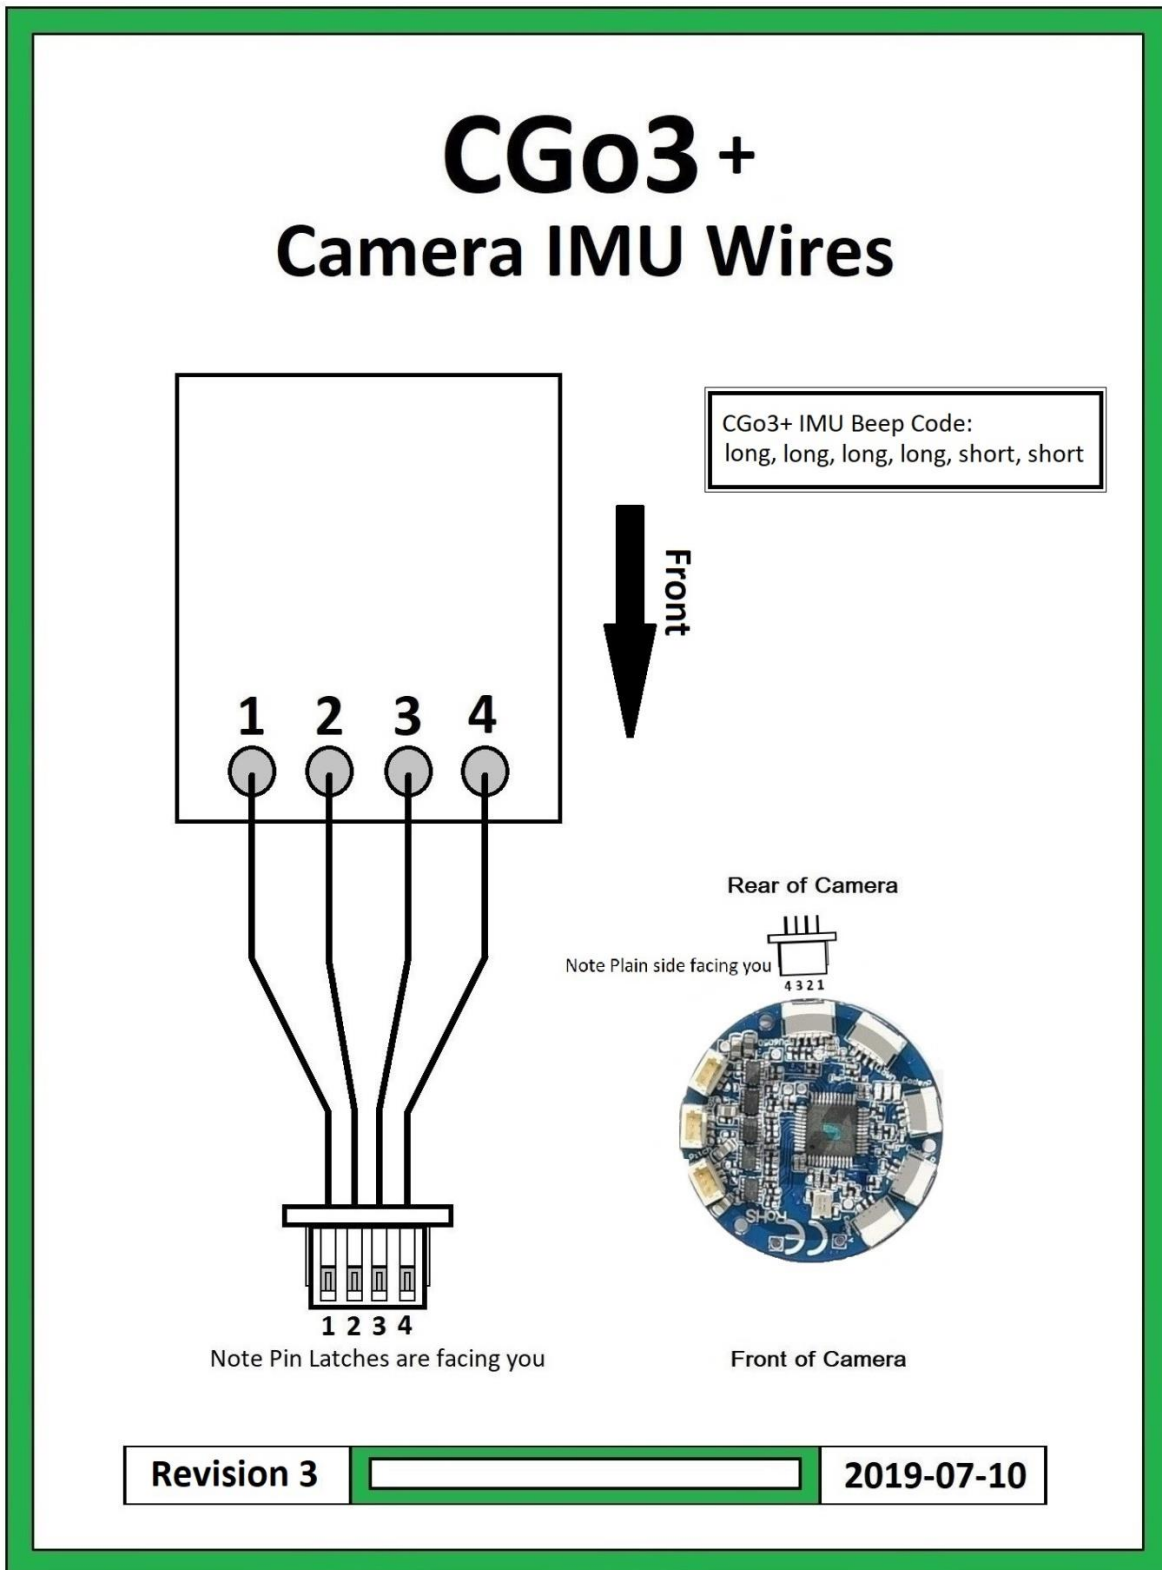 CGo3 +
Camera IMU Wires
CGo3+ IMU Beep Code:
long, long, long, long, short, short
Front
1 2 3 4
Rear of Camera
Note Plain side facing you
4 3 2 1
RoHS
CE
1 2 3 4
Note Pin Latches are facing you
Front of Camera
Revision 3
2019-07-10